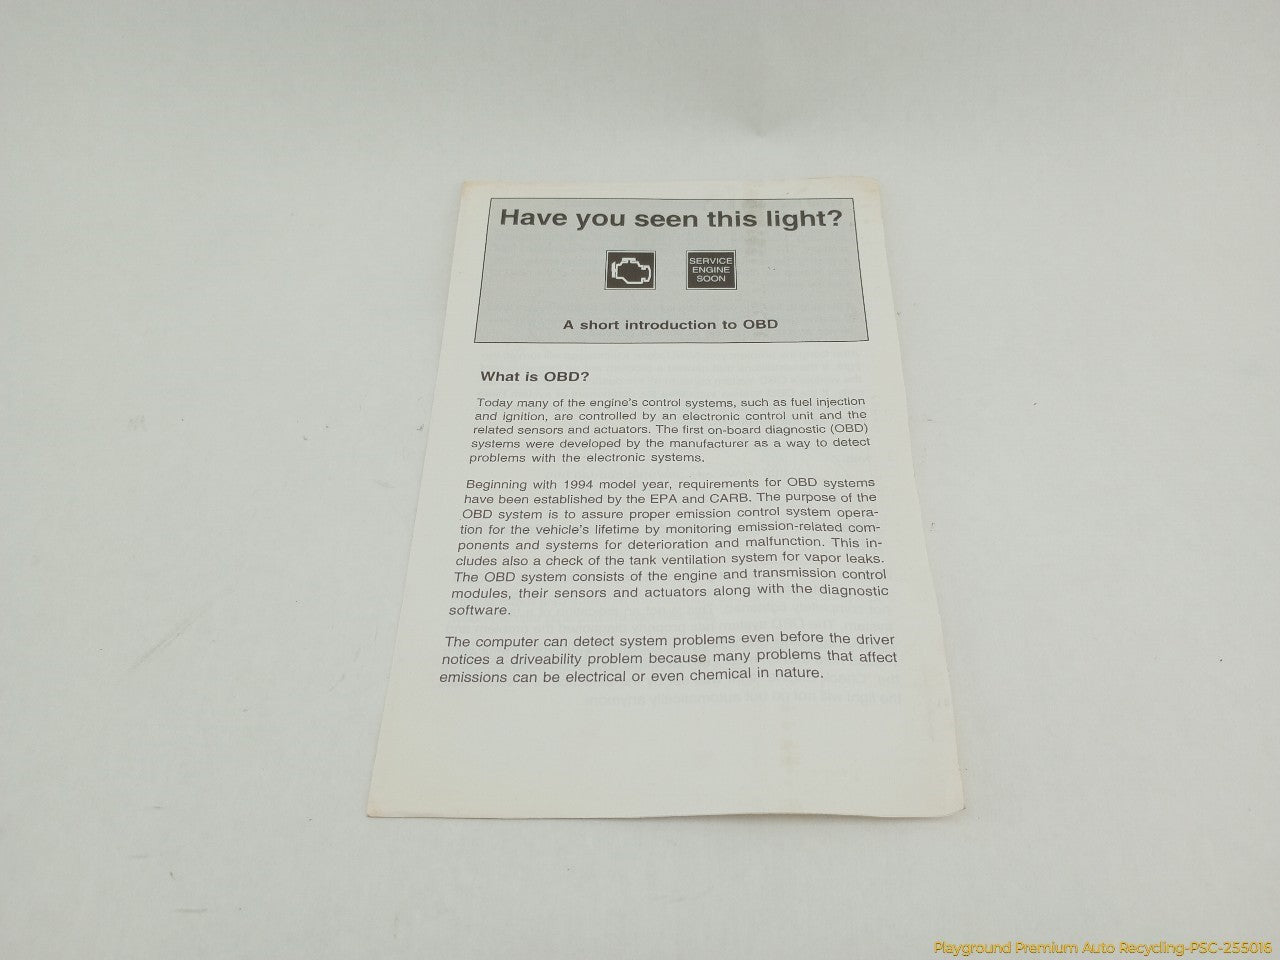 Have you seen this light?
SERVICE
ENGINE
SOON
A short introduction to OBD
What is OBD?
Today many of the engine's control systems, such as fuel injection
and ignition, are controlled by an electronic control unit and the
related sensors and actuators. The first on-board diagnostic (OBD)
systems were developed by the manufacturer as a way to detect
problems with the electronic systems.
Beginning with 1994 model year, requirements for OBD systems
have been established by the EPA and CARB. The purpose of the
OBD system is to assure proper emission control system opera-
tion for the vehicle's lifetime by monitoring emission-related com-
ponents and systems for deterioration and malfunction. This in-
cludes also a check of the tank ventilation system for vapor leaks.
The OBD system consists of the engine and transmission control
modules, their sensors and actuators along with the diagnostic
software.
The computer can detect system problems even before the driver
notices a driveability problem because many problems that affect
emissions can be electrical or even chemical in nature.
the light will not go out automatically anymore.
Playground Premium Auto Recycling-PSC-255016